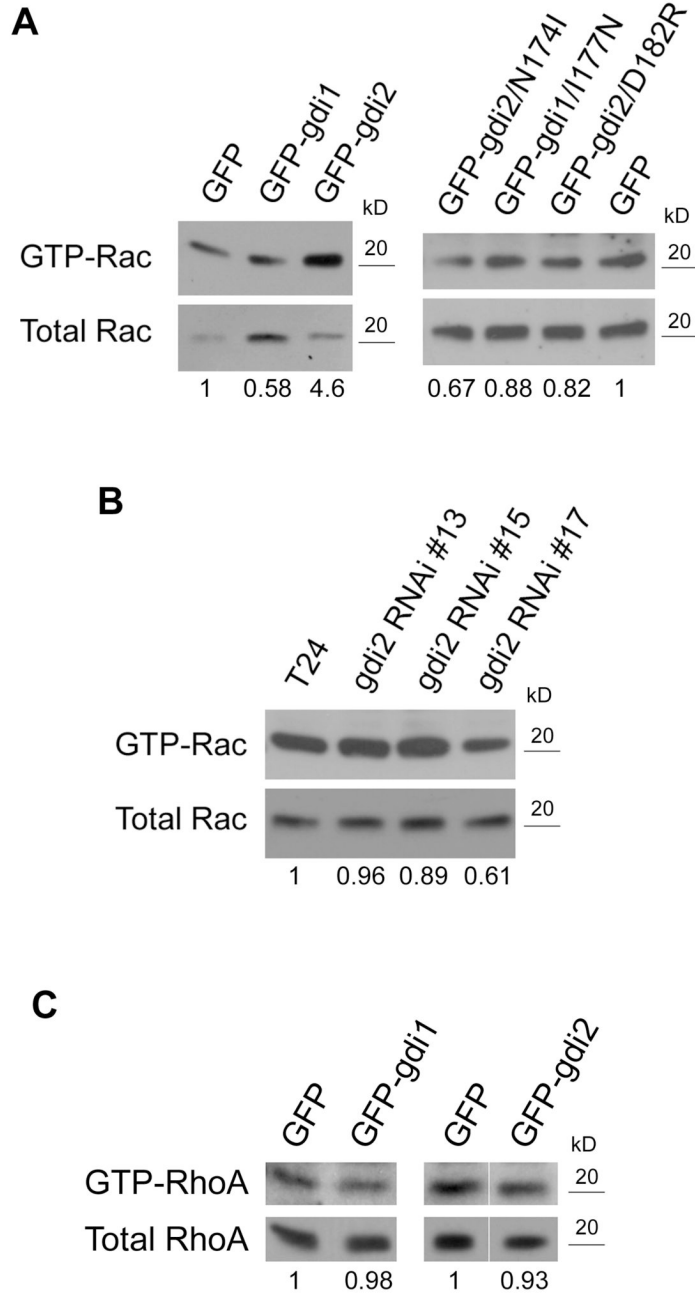 A
GFP
GFP-gdi1
GFP-gdi2
kD
GFP-gdi2/N174I
GFP-gdi1/I177N
GFP-gdi2/D182R
GFP
kD
GTP-Rac
20
20
Total Rac
20
20
1 0.58 4.6
0.67 0.88 0.82 1
B
T24
gdi2 RNAi #13
gdi2 RNAi #15
gdi2 RNAi #17
kD
GTP-Rac
20
Total Rac
20
1 0.96 0.89 0.61
C
GFP
GFP-gdi1
GFP
GFP-gdi2
kD
GTP-RhoA
20
Total RhoA
20
1 0.98 1 0.93